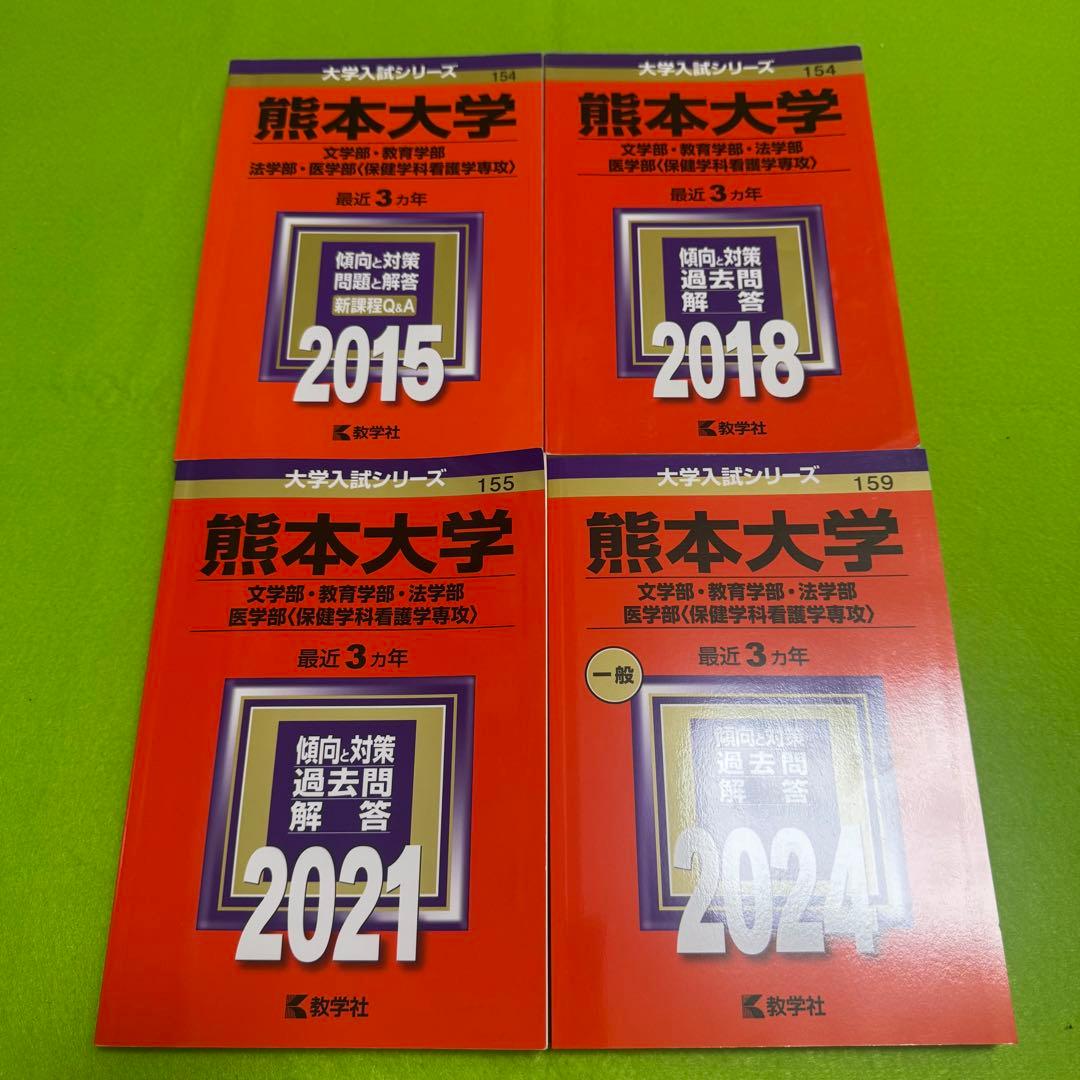 大学入試シリーズ
154
熊本大学
文学部・教育学部
法学部・医学部〈保健学科看護学専攻〉
最近3カ年
傾向と対策
問題と解答
新課程Q&A
2015
教学社
大学入試シリーズ
154
熊本大学
文学部・教育学部・法学部
医学部〈保健学科看護学専攻〉
最近3カ年
傾向と対策
過去問
解答
2018
教学社
大学入試シリーズ
155
熊本大学
文学部・教育学部・法学部
医学部〈保健学科看護学専攻〉
最近3カ年
傾向と対策
過去問
解答
2021
教学社
大学入試シリーズ
159
熊本大学
文学部・教育学部・法学部
医学部〈保健学科看護学専攻〉
最近3カ年
一般
傾向と対策
過去問
解答
2024
教学社